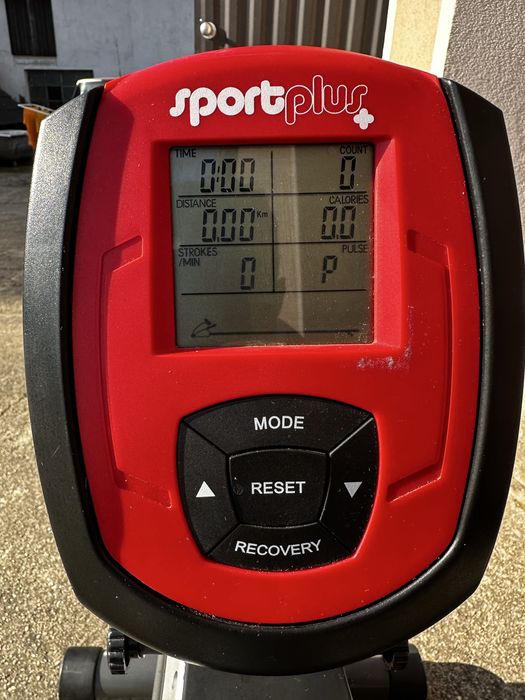 sportplus
TIME COUNT
0:00 0
DISTANCE CALORIES
0.00 Km 0.0
STROKES PULSE
/MIN 0 P
MODE
RESET
RECOVERY